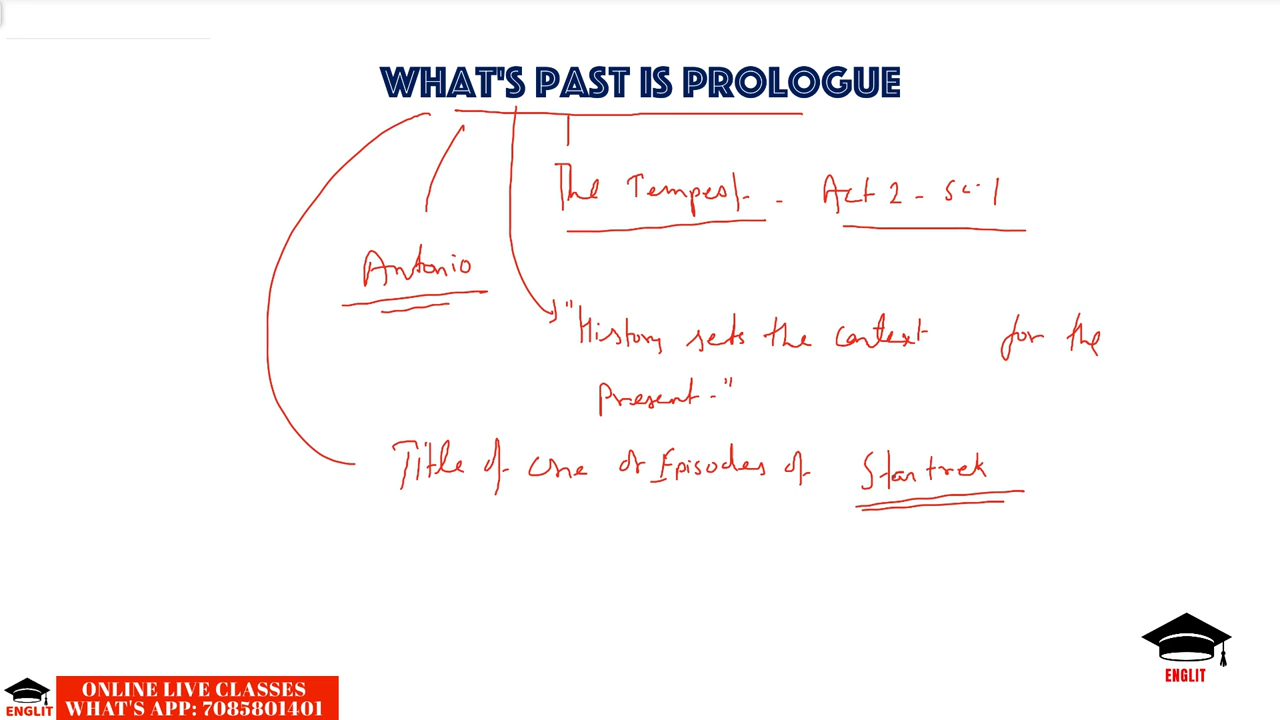 WHAT'S PAST IS PROLOGUE
The Tempest - Act 2 - Sc. 1
Antonio
"History sets the context for the
Present."
Title of one of Episodes of Startrek
ENGLIT
ONLINE LIVE CLASSES
WHAT'S APP: 7085801401
ENGLIT